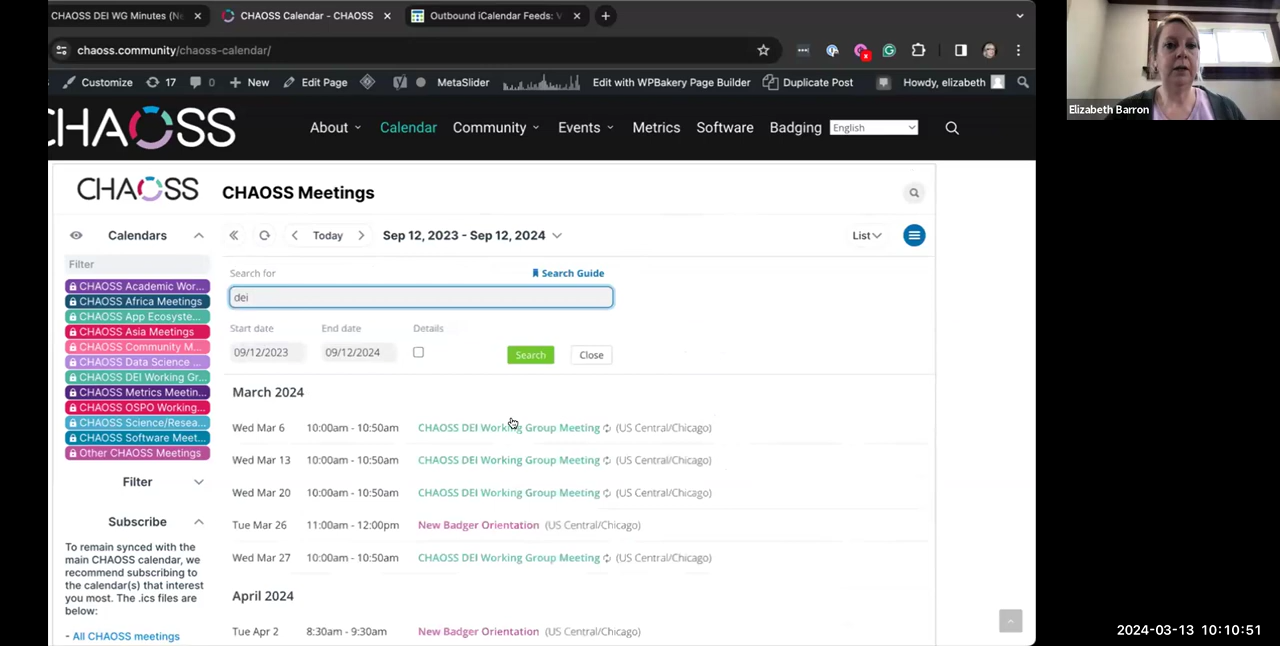 CHAOSS DEI WG Minutes (Ne
CHAOSS Calendar - CHAOSS
Outbound iCalendar Feeds: V
chaoss.community/chaoss-calendar/
Customize 17 0 New Edit Page MetaSlider Edit with WPBakery Page Builder Duplicate Post Howdy, elizabeth
Elizabeth Barron
CHAOSS
About Calendar Community Events Metrics Software Badging English
CHAOSS CHAOSS Meetings
Calendars Today Sep 12, 2023 - Sep 12, 2024 List
Filter
CHAOSS Academic Wor...
CHAOSS Africa Meetings
CHAOSS App Ecosyste...
CHAOSS Asia Meetings
CHAOSS Community M...
CHAOSS Data Science ...
CHAOSS DEI Working Gr...
CHAOSS Metrics Meetin...
CHAOSS OSPO Working...
CHAOSS Science/Resea...
CHAOSS Software Meet...
Other CHAOSS Meetings
Filter
Subscribe
To remain synced with the
main CHAOSS calendar, we
recommend subscribing to
the calendar(s) that interest
you most. The .ics files are
below:
- All CHAOSS meetings
Search for Search Guide
dei
Start date End date Details
09/12/2023 09/12/2024 Search Close
March 2024
Wed Mar 6 10:00am - 10:50am CHAOSS DEI Working Group Meeting (US Central/Chicago)
Wed Mar 13 10:00am - 10:50am CHAOSS DEI Working Group Meeting (US Central/Chicago)
Wed Mar 20 10:00am - 10:50am CHAOSS DEI Working Group Meeting (US Central/Chicago)
Tue Mar 26 11:00am - 12:00pm New Badger Orientation (US Central/Chicago)
Wed Mar 27 10:00am - 10:50am CHAOSS DEI Working Group Meeting (US Central/Chicago)
April 2024
Tue Apr 2 8:30am - 9:30am New Badger Orientation (US Central/Chicago)
2024-03-13 10:10:51